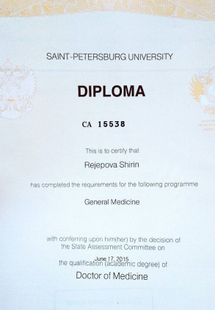 SAINT-PETERSBURG UNIVERSITY
DIPLOMA
CA 15538
This is to certify that
Rejepova Shirin
has completed the requirements for the following programme
General Medicine
with conferring upon him(her) by the decision of
the State Assessment Committee on
June 17, 2015
the qualification (academic degree) of
Doctor of Medicine